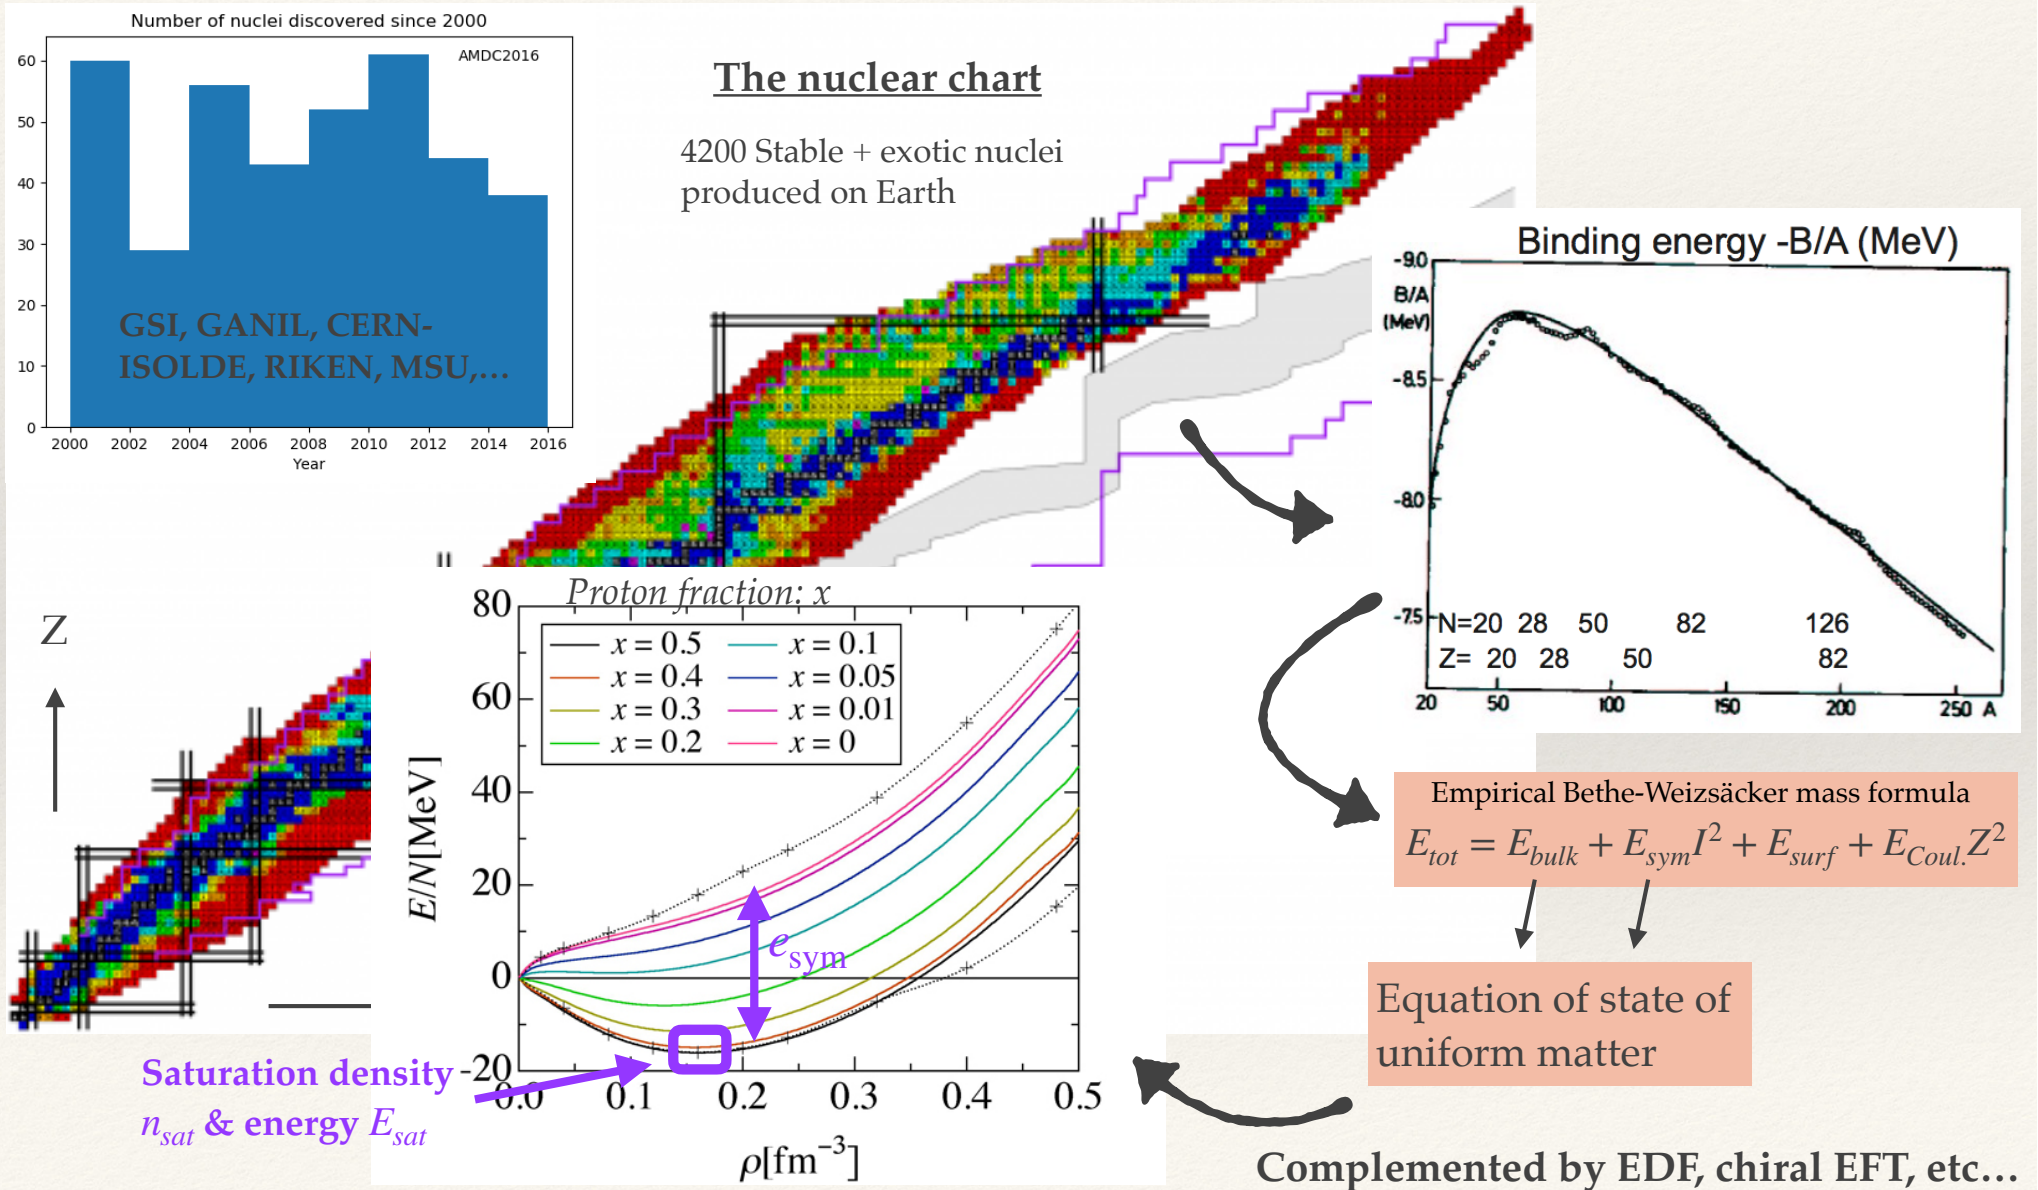 Number of nuclei discovered since 2000
AMDC2016
60
50
40
30
20
10
0
GSI, GANIL, CERN-
ISOLDE, RIKEN, MSU,…
2000 2002 2004 2006 2008 2010 2012 2014 2016
Year
The nuclear chart
4200 Stable + exotic nuclei
produced on Earth
Binding energy -B/A (MeV)
-9.0
B/A
(MeV)
-8.5
-8.0
-7.5
N=20 28 50 82 126
Z= 20 28 50 82
20 50 100 150 200 250 A
Z
Proton fraction: x
80
60
40
20
0
-20
E/N[MeV]
x = 0.5 x = 0.1
x = 0.4 x = 0.05
x = 0.3 x = 0.01
x = 0.2 x = 0
e_sym
0.0 0.1 0.2 0.3 0.4 0.5
ρ[fm⁻³]
Saturation density
n_sat & energy E_sat
Empirical Bethe-Weizsäcker mass formula
E_tot = E_bulk + E_sym I² + E_surf + E_Coul. Z²
Equation of state of
uniform matter
Complemented by EDF, chiral EFT, etc…